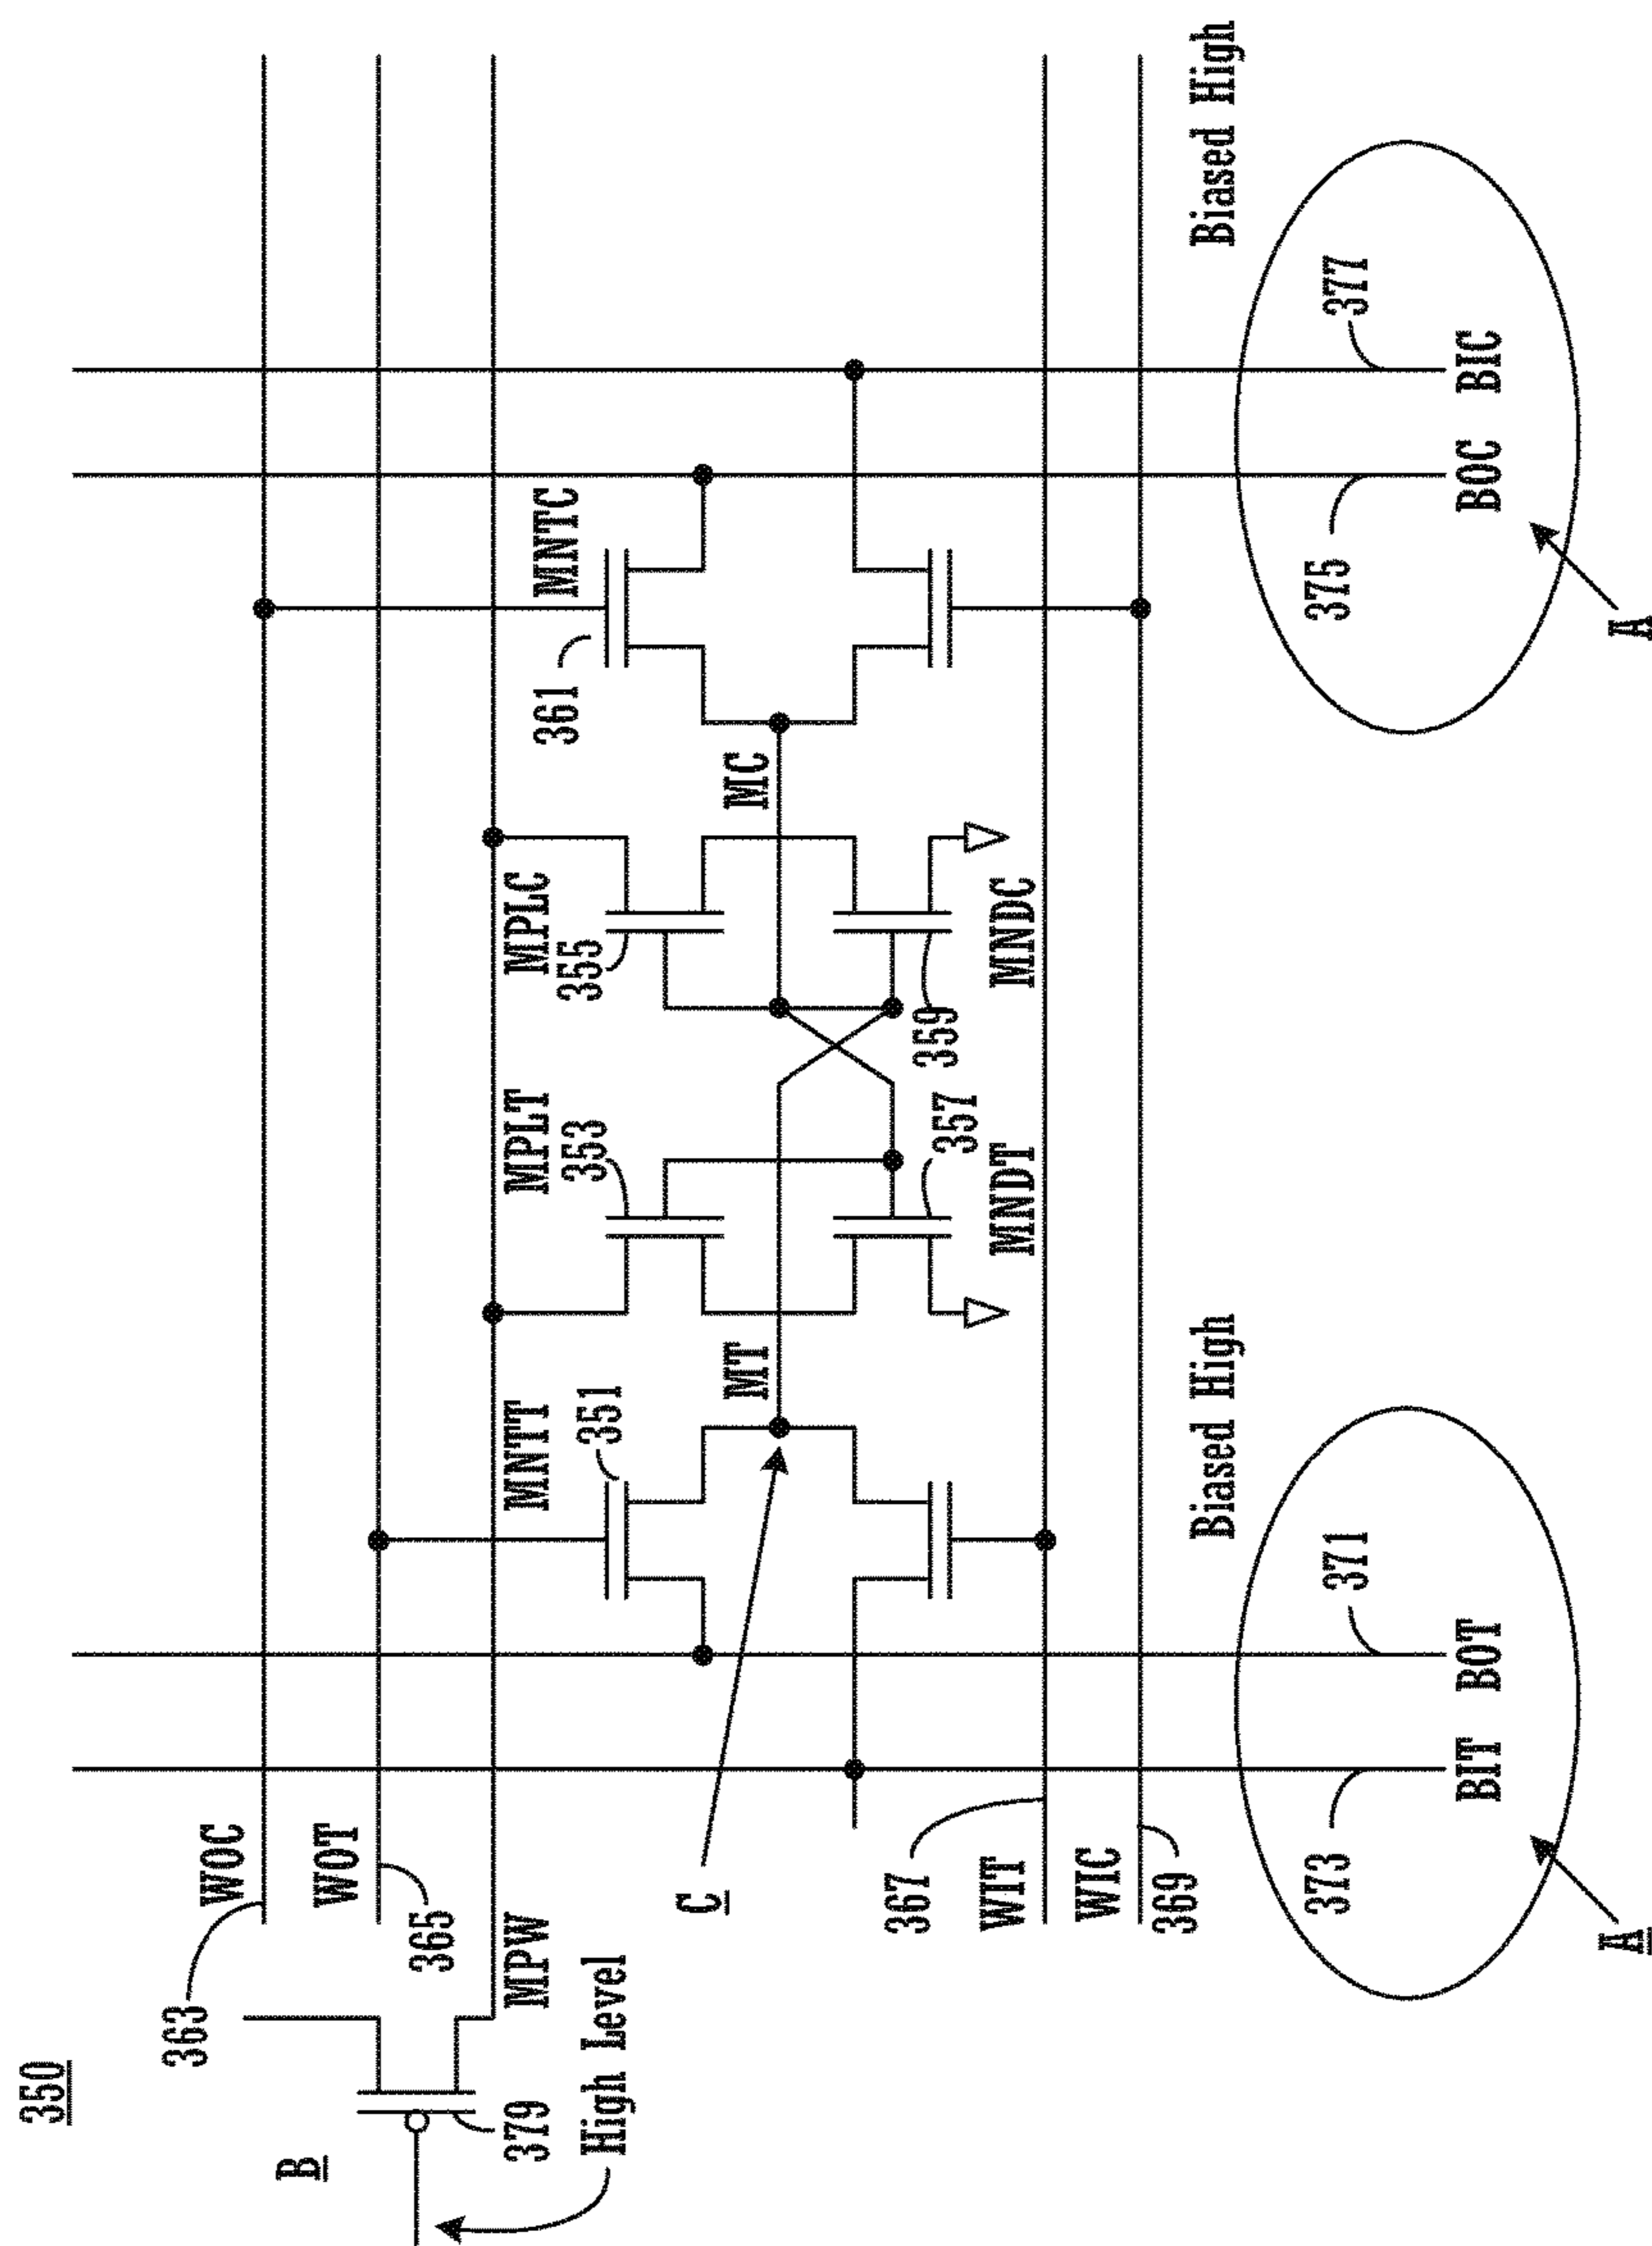 350
B
379
High Level
363
WOC
WOT
365
MPW
C
367
WIT
WIC
369
MNTT
351
MT
MPLT
353
357
MNDT
MPLC
355
359
MNDC
MC
361
MNTC
Biased High
373
371
BIT BOT
A
Biased High
375
377
BOC BIC
A